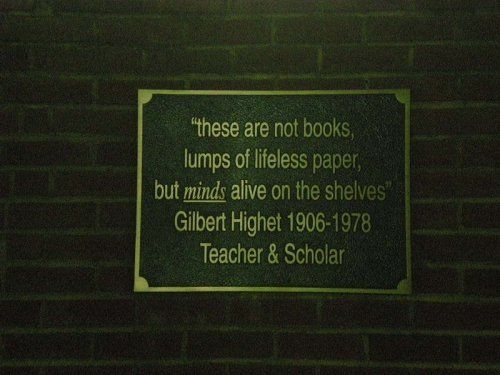 “these are not books,
lumps of lifeless paper,
but minds alive on the shelves”
Gilbert Highet 1906-1978
Teacher & Scholar